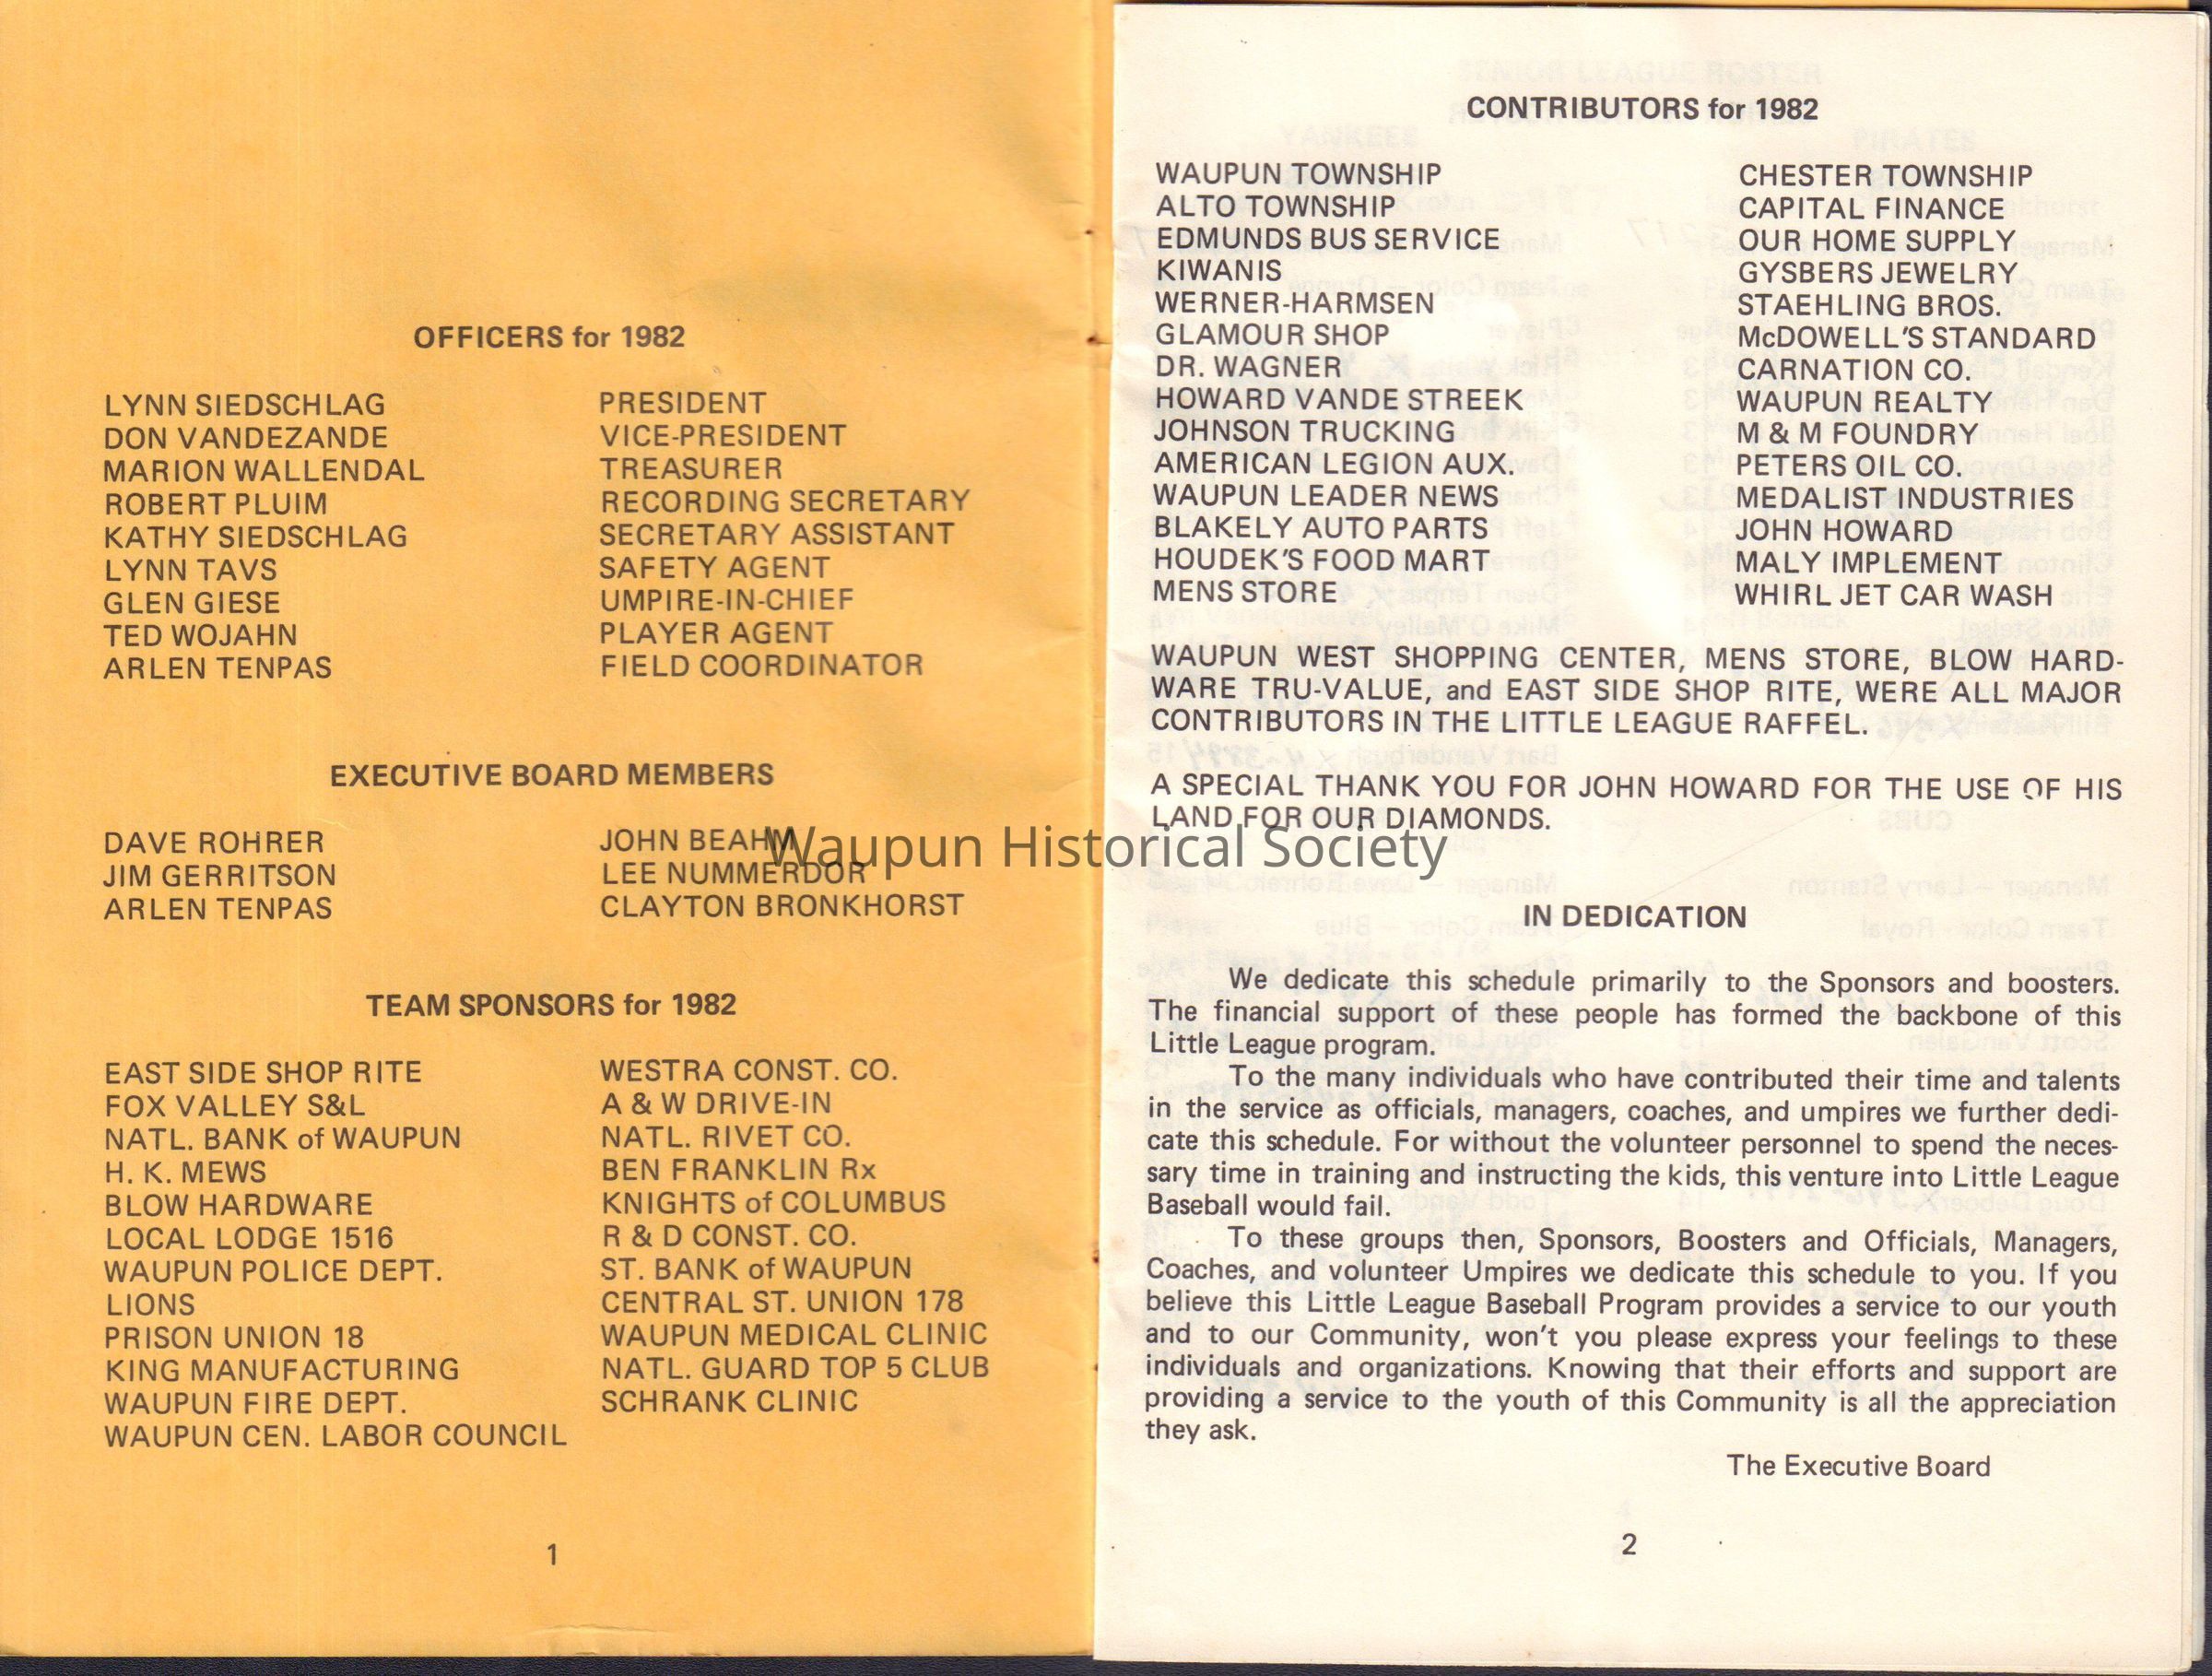 OFFICERS for 1982
LYNN SIEDSCHLAG PRESIDENT
DON VANDEZANDE VICE-PRESIDENT
MARION WALLENDAL TREASURER
ROBERT PLUIM RECORDING SECRETARY
KATHY SIEDSCHLAG SECRETARY ASSISTANT
LYNN TAVS SAFETY AGENT
GLEN GIESE UMPIRE-IN-CHIEF
TED WOJAHN PLAYER AGENT
ARLEN TENPAS FIELD COORDINATOR
EXECUTIVE BOARD MEMBERS
DAVE ROHRER JOHN BEAHM
JIM GERRITSON LEE NUMMERDOR
ARLEN TENPAS CLAYTON BRONKHORST
TEAM SPONSORS for 1982
EAST SIDE SHOP RITE WESTRA CONST. CO.
FOX VALLEY S&L A & W DRIVE-IN
NATL. BANK of WAUPUN NATL. RIVET CO.
H. K. MEWS BEN FRANKLIN Rx
BLOW HARDWARE KNIGHTS of COLUMBUS
LOCAL LODGE 1516 R & D CONST. CO.
WAUPUN POLICE DEPT. ST. BANK of WAUPUN
LIONS CENTRAL ST. UNION 178
PRISON UNION 18 WAUPUN MEDICAL CLINIC
KING MANUFACTURING NATL. GUARD TOP 5 CLUB
WAUPUN FIRE DEPT. SCHRANK CLINIC
WAUPUN CEN. LABOR COUNCIL
1
CONTRIBUTORS for 1982
WAUPUN TOWNSHIP CHESTER TOWNSHIP
ALTO TOWNSHIP CAPITAL FINANCE
EDMUNDS BUS SERVICE OUR HOME SUPPLY
KIWANIS GYSBERS JEWELRY
WERNER-HARMSEN STAEHLING BROS.
GLAMOUR SHOP McDOWELL'S STANDARD
DR. WAGNER CARNATION CO.
HOWARD VANDE STREEK WAUPUN REALTY
JOHNSON TRUCKING M & M FOUNDRY
AMERICAN LEGION AUX. PETERS OIL CO.
WAUPUN LEADER NEWS MEDALIST INDUSTRIES
BLAKELY AUTO PARTS JOHN HOWARD
HOUDEK'S FOOD MART MALY IMPLEMENT
MENS STORE WHIRL JET CAR WASH
WAUPUN WEST SHOPPING CENTER, MENS STORE, BLOW HARD-
WARE TRU-VALUE, and EAST SIDE SHOP RITE, WERE ALL MAJOR
CONTRIBUTORS IN THE LITTLE LEAGUE RAFFEL.
A SPECIAL THANK YOU FOR JOHN HOWARD FOR THE USE OF HIS
LAND FOR OUR DIAMONDS.
Waupun Historical Society
IN DEDICATION
We dedicate this schedule primarily to the Sponsors and boosters.
The financial support of these people has formed the backbone of this
Little League program.
To the many individuals who have contributed their time and talents
in the service as officials, managers, coaches, and umpires we further dedi-
cate this schedule. For without the volunteer personnel to spend the neces-
sary time in training and instructing the kids, this venture into Little League
Baseball would fail.
To these groups then, Sponsors, Boosters and Officials, Managers,
Coaches, and volunteer Umpires we dedicate this schedule to you. If you
believe this Little League Baseball Program provides a service to our youth
and to our Community, won't you please express your feelings to these
individuals and organizations. Knowing that their efforts and support are
providing a service to the youth of this Community is all the appreciation
they ask.
The Executive Board
2